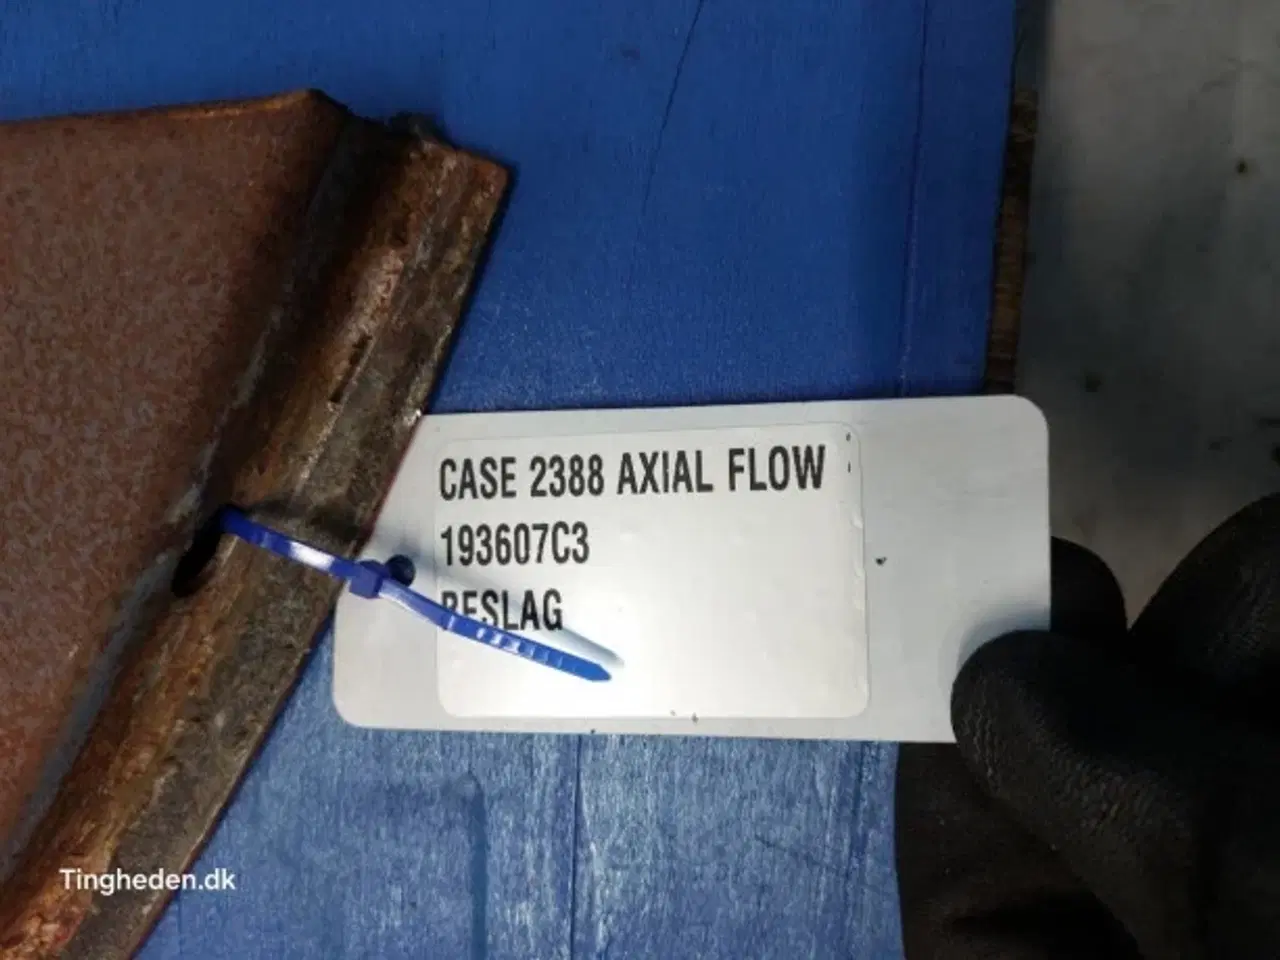 CASE 2388 AXIAL FLOW
193607C3
BESLAG
Tingheden.dk